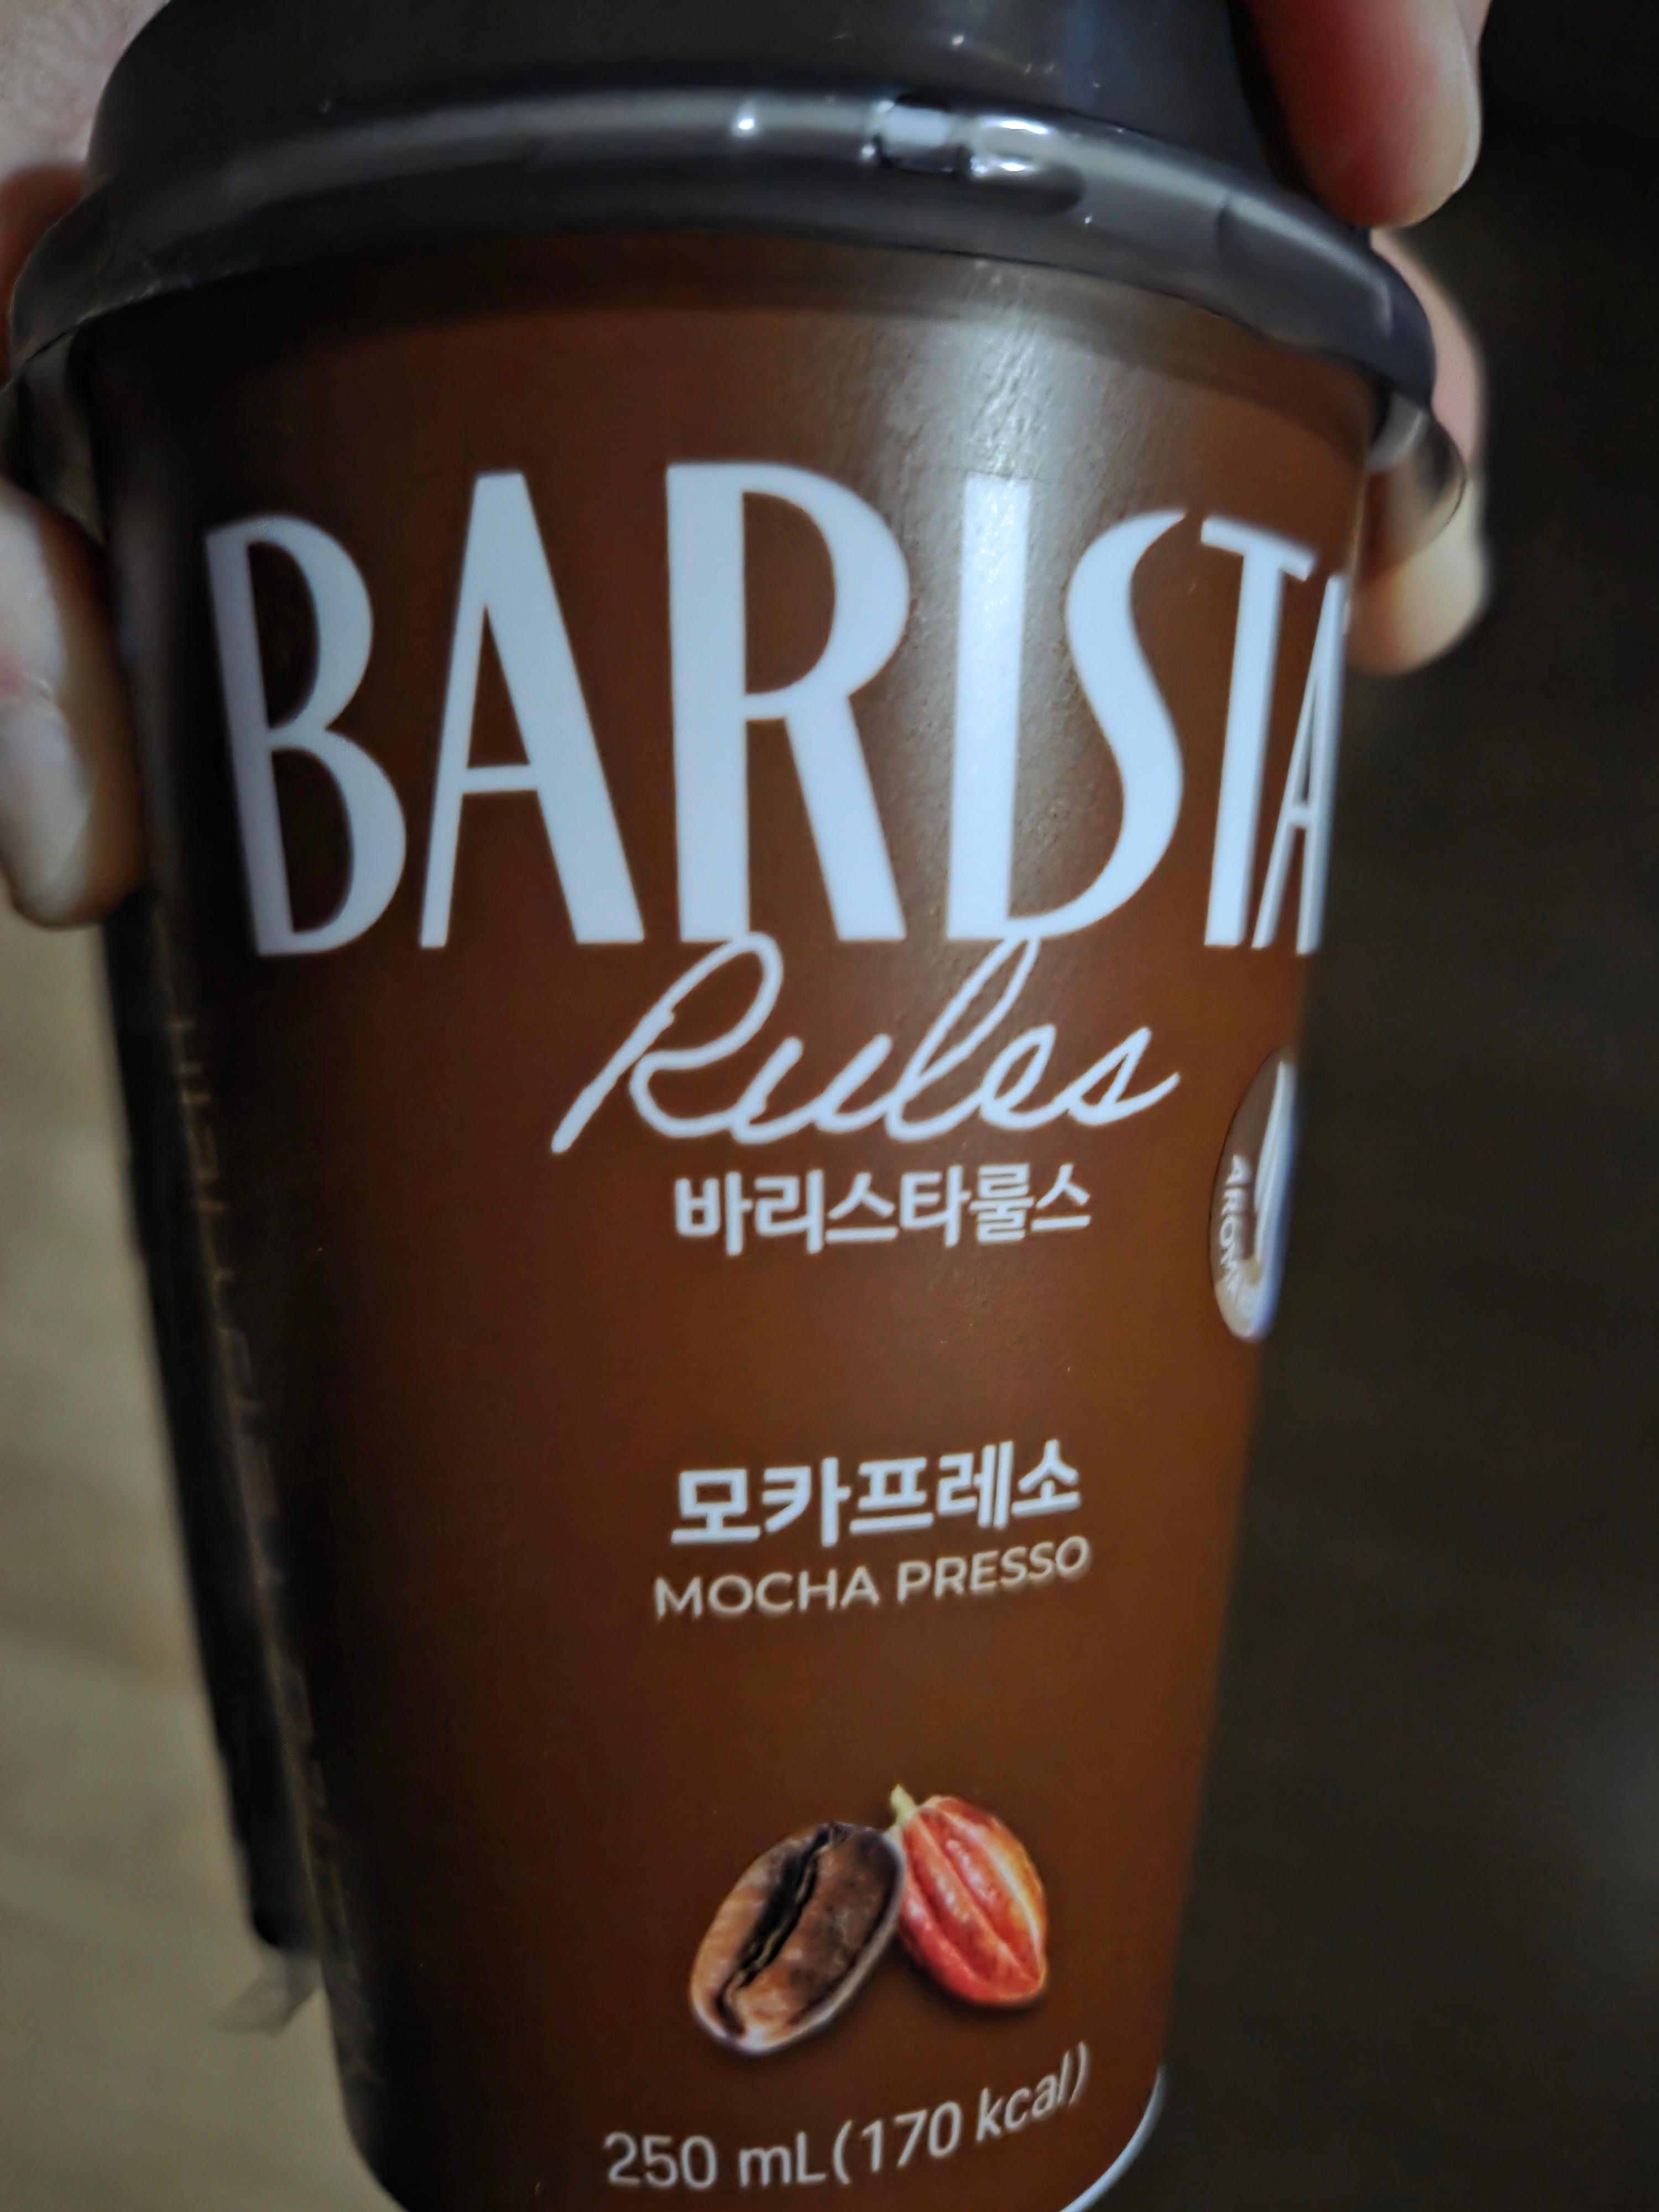 BARISTA
Rules
바리스타룰스
모카프레소
MOCHA PRESSO
250 mL(170 kcal)